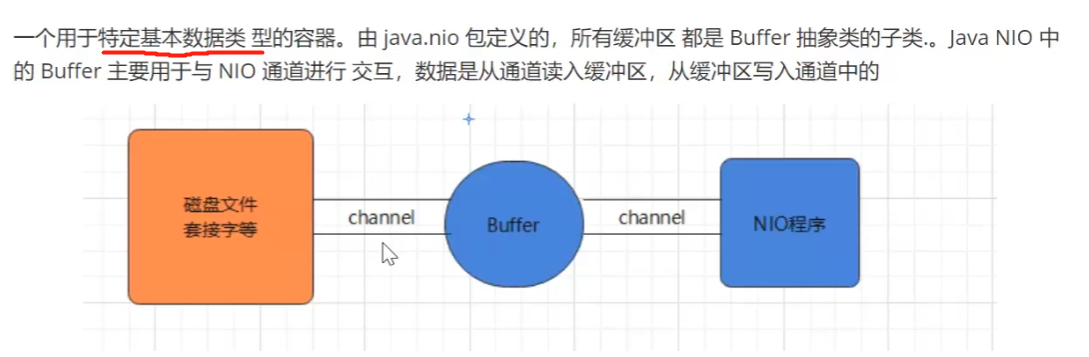 一个用于特定基本数据类 型的容器。由 java.nio 包定义的，所有缓冲区 都是 Buffer 抽象类的子类.。Java NIO 中
的 Buffer 主要用于与 NIO 通道进行 交互，数据是从通道读入缓冲区，从缓冲区写入通道中的
磁盘文件
套接字等
channel
Buffer
channel
NIO程序